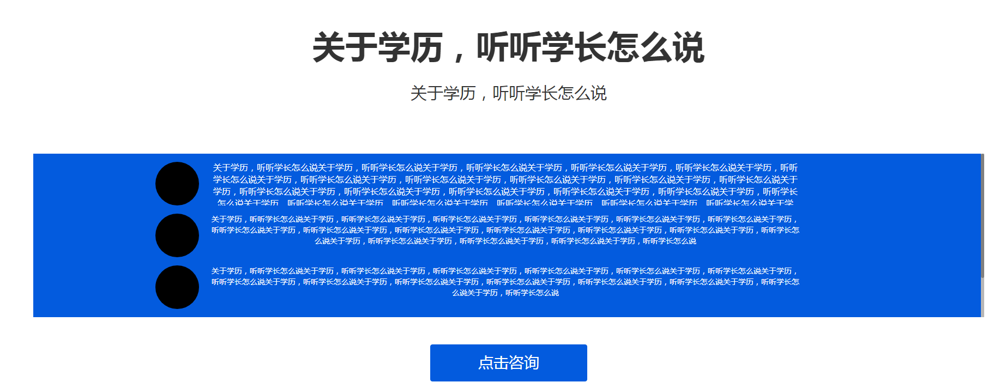 关于学历，听听学长怎么说
关于学历，听听学长怎么说
关于学历，听听学长怎么说关于学历，听听学长怎么说关于学历，听听学长怎么说关于学历，听听学长怎么说关于学历，听听学长怎么说关于学历，听听
学长怎么说关于学历，听听学长怎么说关于学历，听听学长怎么说关于学历，听听学长怎么说关于学历，听听学长怎么说关于学历，听听学长怎么说关于
学历，听听学长怎么说关于学历，听听学长怎么说关于学历，听听学长怎么说关于学历，听听学长怎么说关于学历，听听学长怎么说关于学历，听听学长
怎么说关于学历，听听学长怎么说关于学历，听听学长怎么说关于学历，听听学长怎么说关于学历，听听学长怎么说关于学历，听听学长怎么说关于学
关于学历，听听学长怎么说关于学历，听听学长怎么说关于学历，听听学长怎么说关于学历，听听学长怎么说关于学历，听听学长怎么说关于学历，听听学长怎么说关于学历，
听听学长怎么说关于学历，听听学长怎么说关于学历，听听学长怎么说关于学历，听听学长怎么说关于学历，听听学长怎么说关于学历，听听学长怎么说关于学历，听听学长怎
么说关于学历，听听学长怎么说关于学历，听听学长怎么说关于学历，听听学长怎么说关于学历，听听学长怎么说
关于学历，听听学长怎么说关于学历，听听学长怎么说关于学历，听听学长怎么说关于学历，听听学长怎么说关于学历，听听学长怎么说关于学历，听听学长怎么说关于学历，
听听学长怎么说关于学历，听听学长怎么说关于学历，听听学长怎么说关于学历，听听学长怎么说关于学历，听听学长怎么说关于学历，听听学长怎么说关于学历，听听学长怎
么说关于学历，听听学长怎么说
点击咨询